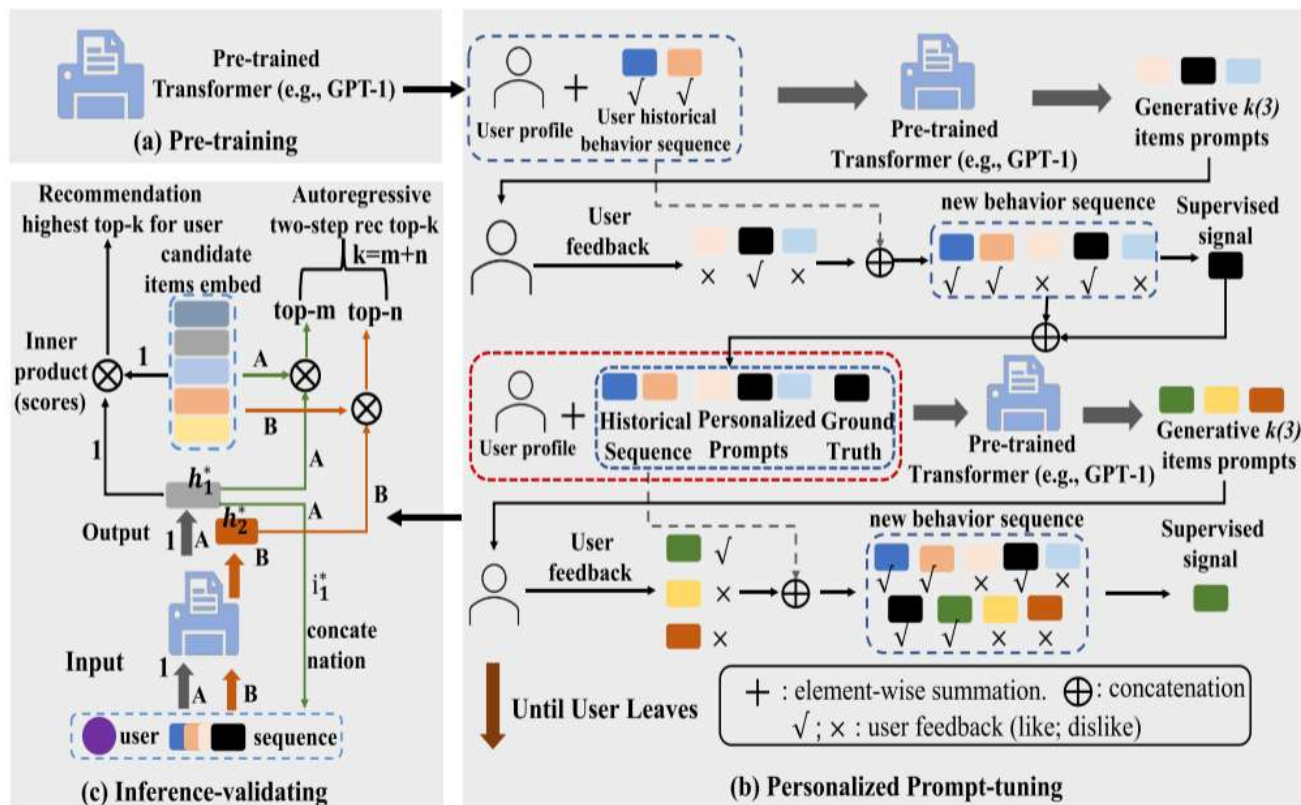 Pre-trained
Transformer (e.g., GPT-1)
(a) Pre-training
User profile
+
√ √
User historical
behavior sequence
Pre-trained
Transformer (e.g., GPT-1)
Generative k(3)
items prompts
User
feedback
× √ ×
new behavior sequence
√ √ × √ ×
Supervised
signal
User profile
+
Historical
Sequence
Personalized
Prompts
Ground
Truth
Pre-trained
Transformer (e.g., GPT-1)
Generative k(3)
items prompts
User
feedback
√
×
×
new behavior sequence
√ √ × √ ×
√ √ × ×
Supervised
signal
Until User Leaves
+ : element-wise summation. ⊕: concatenation
√ ; × : user feedback (like; dislike)
(b) Personalized Prompt-tuning
Recommendation
highest top-k for user
Autoregressive
two-step rec top-k
k=m+n
candidate
items embed
top-m top-n
Inner
product
(scores)
1
A
B
1
A
B
h₁*
A
h₂*
Output
1 A
B
i₁*
concate
nation
Input
1 A
B
user sequence
(c) Inference-validating